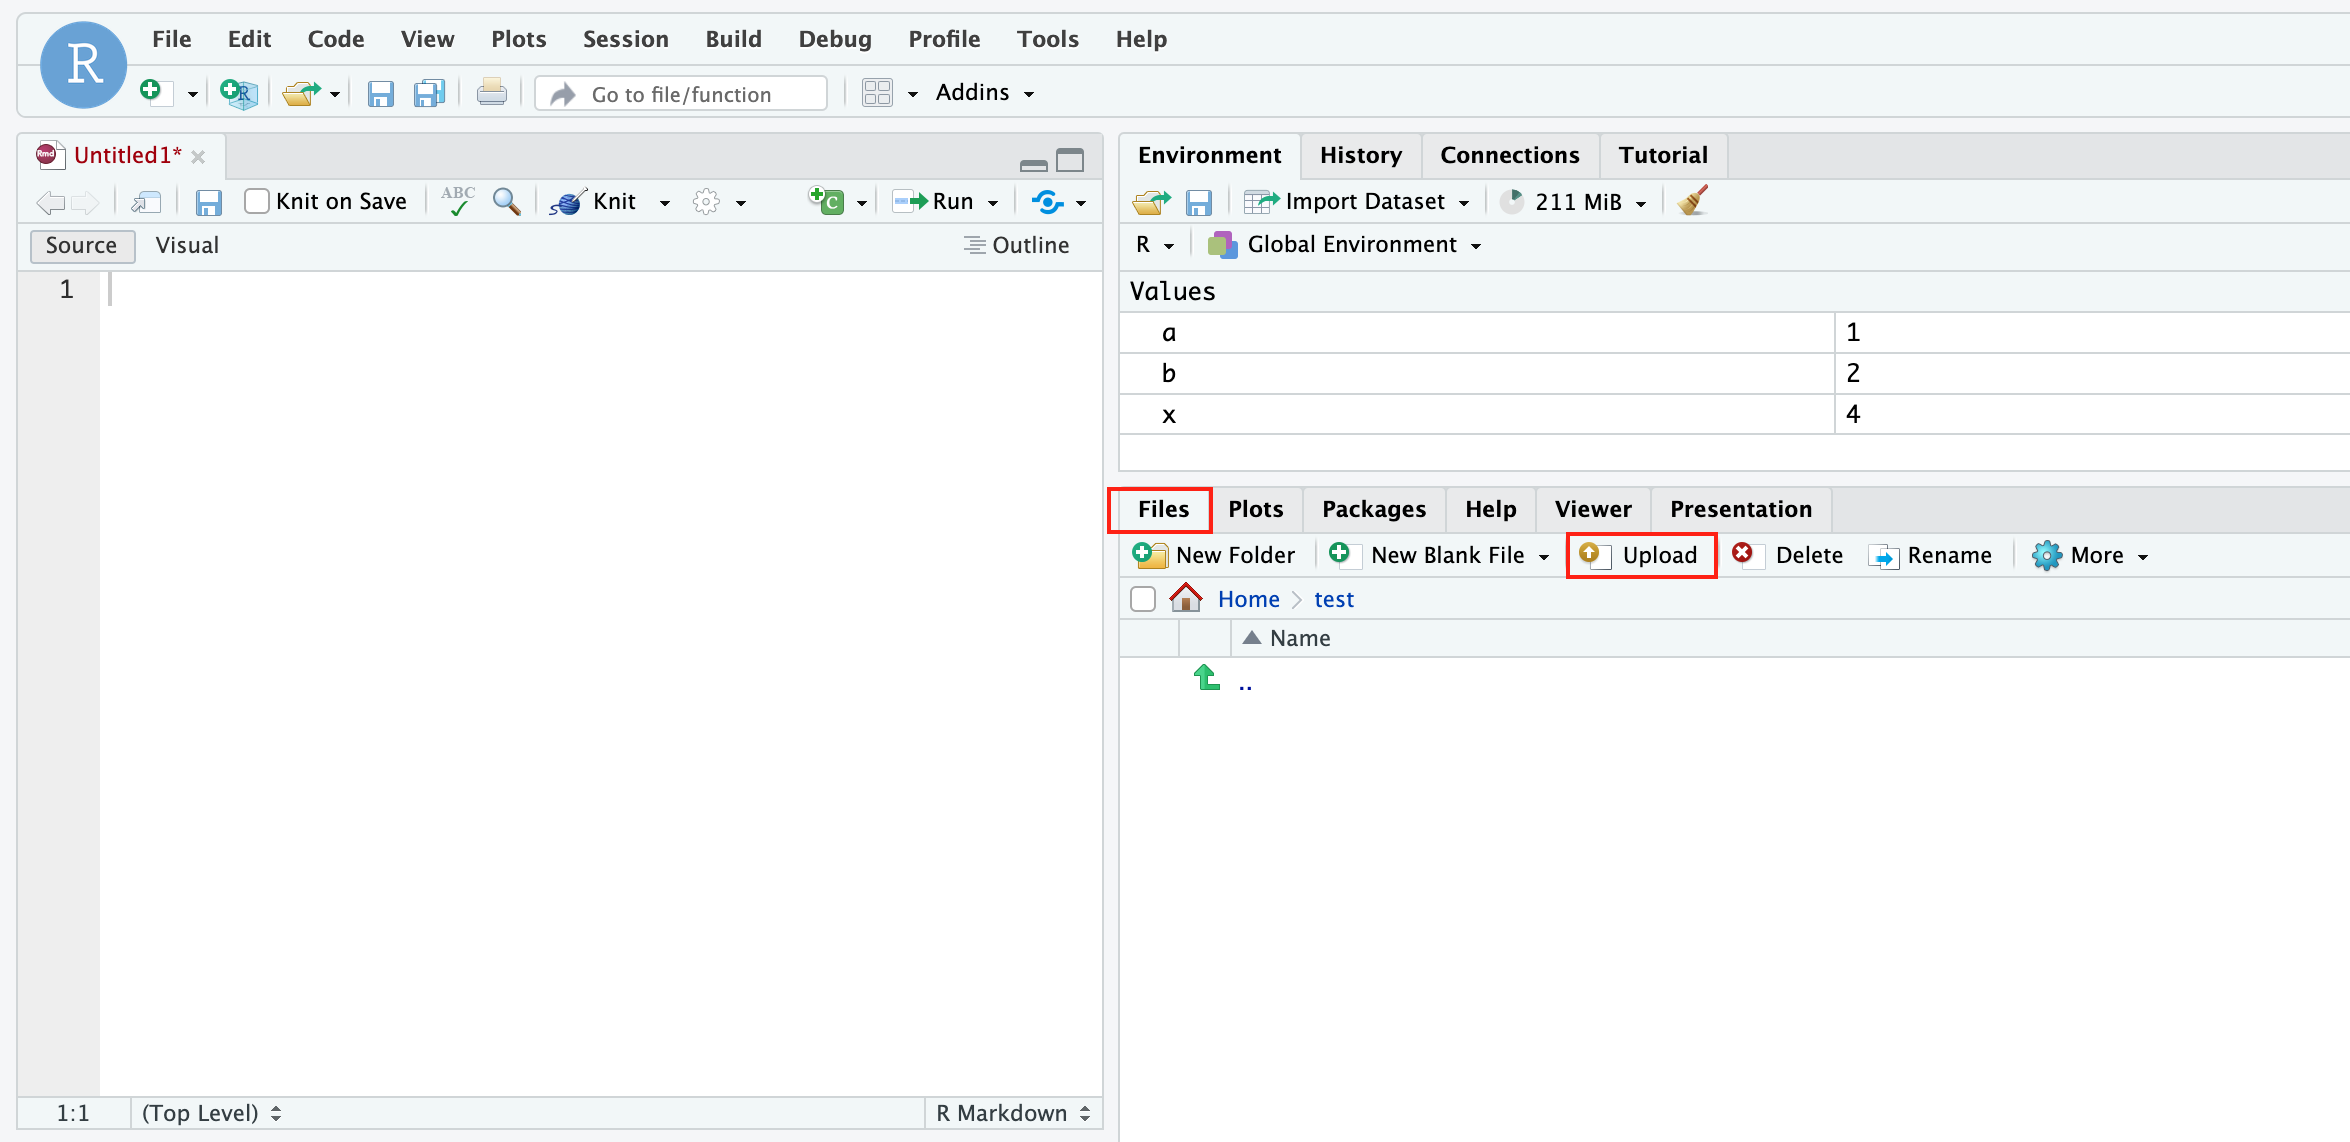 R
File Edit Code View Plots Session Build Debug Profile Tools Help
R Go to file/function Addins
Rmd Untitled1*
ABC
Knit on Save Knit C Run
Source Visual Outline
1
1:1 (Top Level) R Markdown
Environment History Connections Tutorial
Import Dataset 211 MiB
R Global Environment
Values
a 1
b 2
x 4
Files Plots Packages Help Viewer Presentation
New Folder New Blank File Upload Delete Rename More
Home test
Name
..